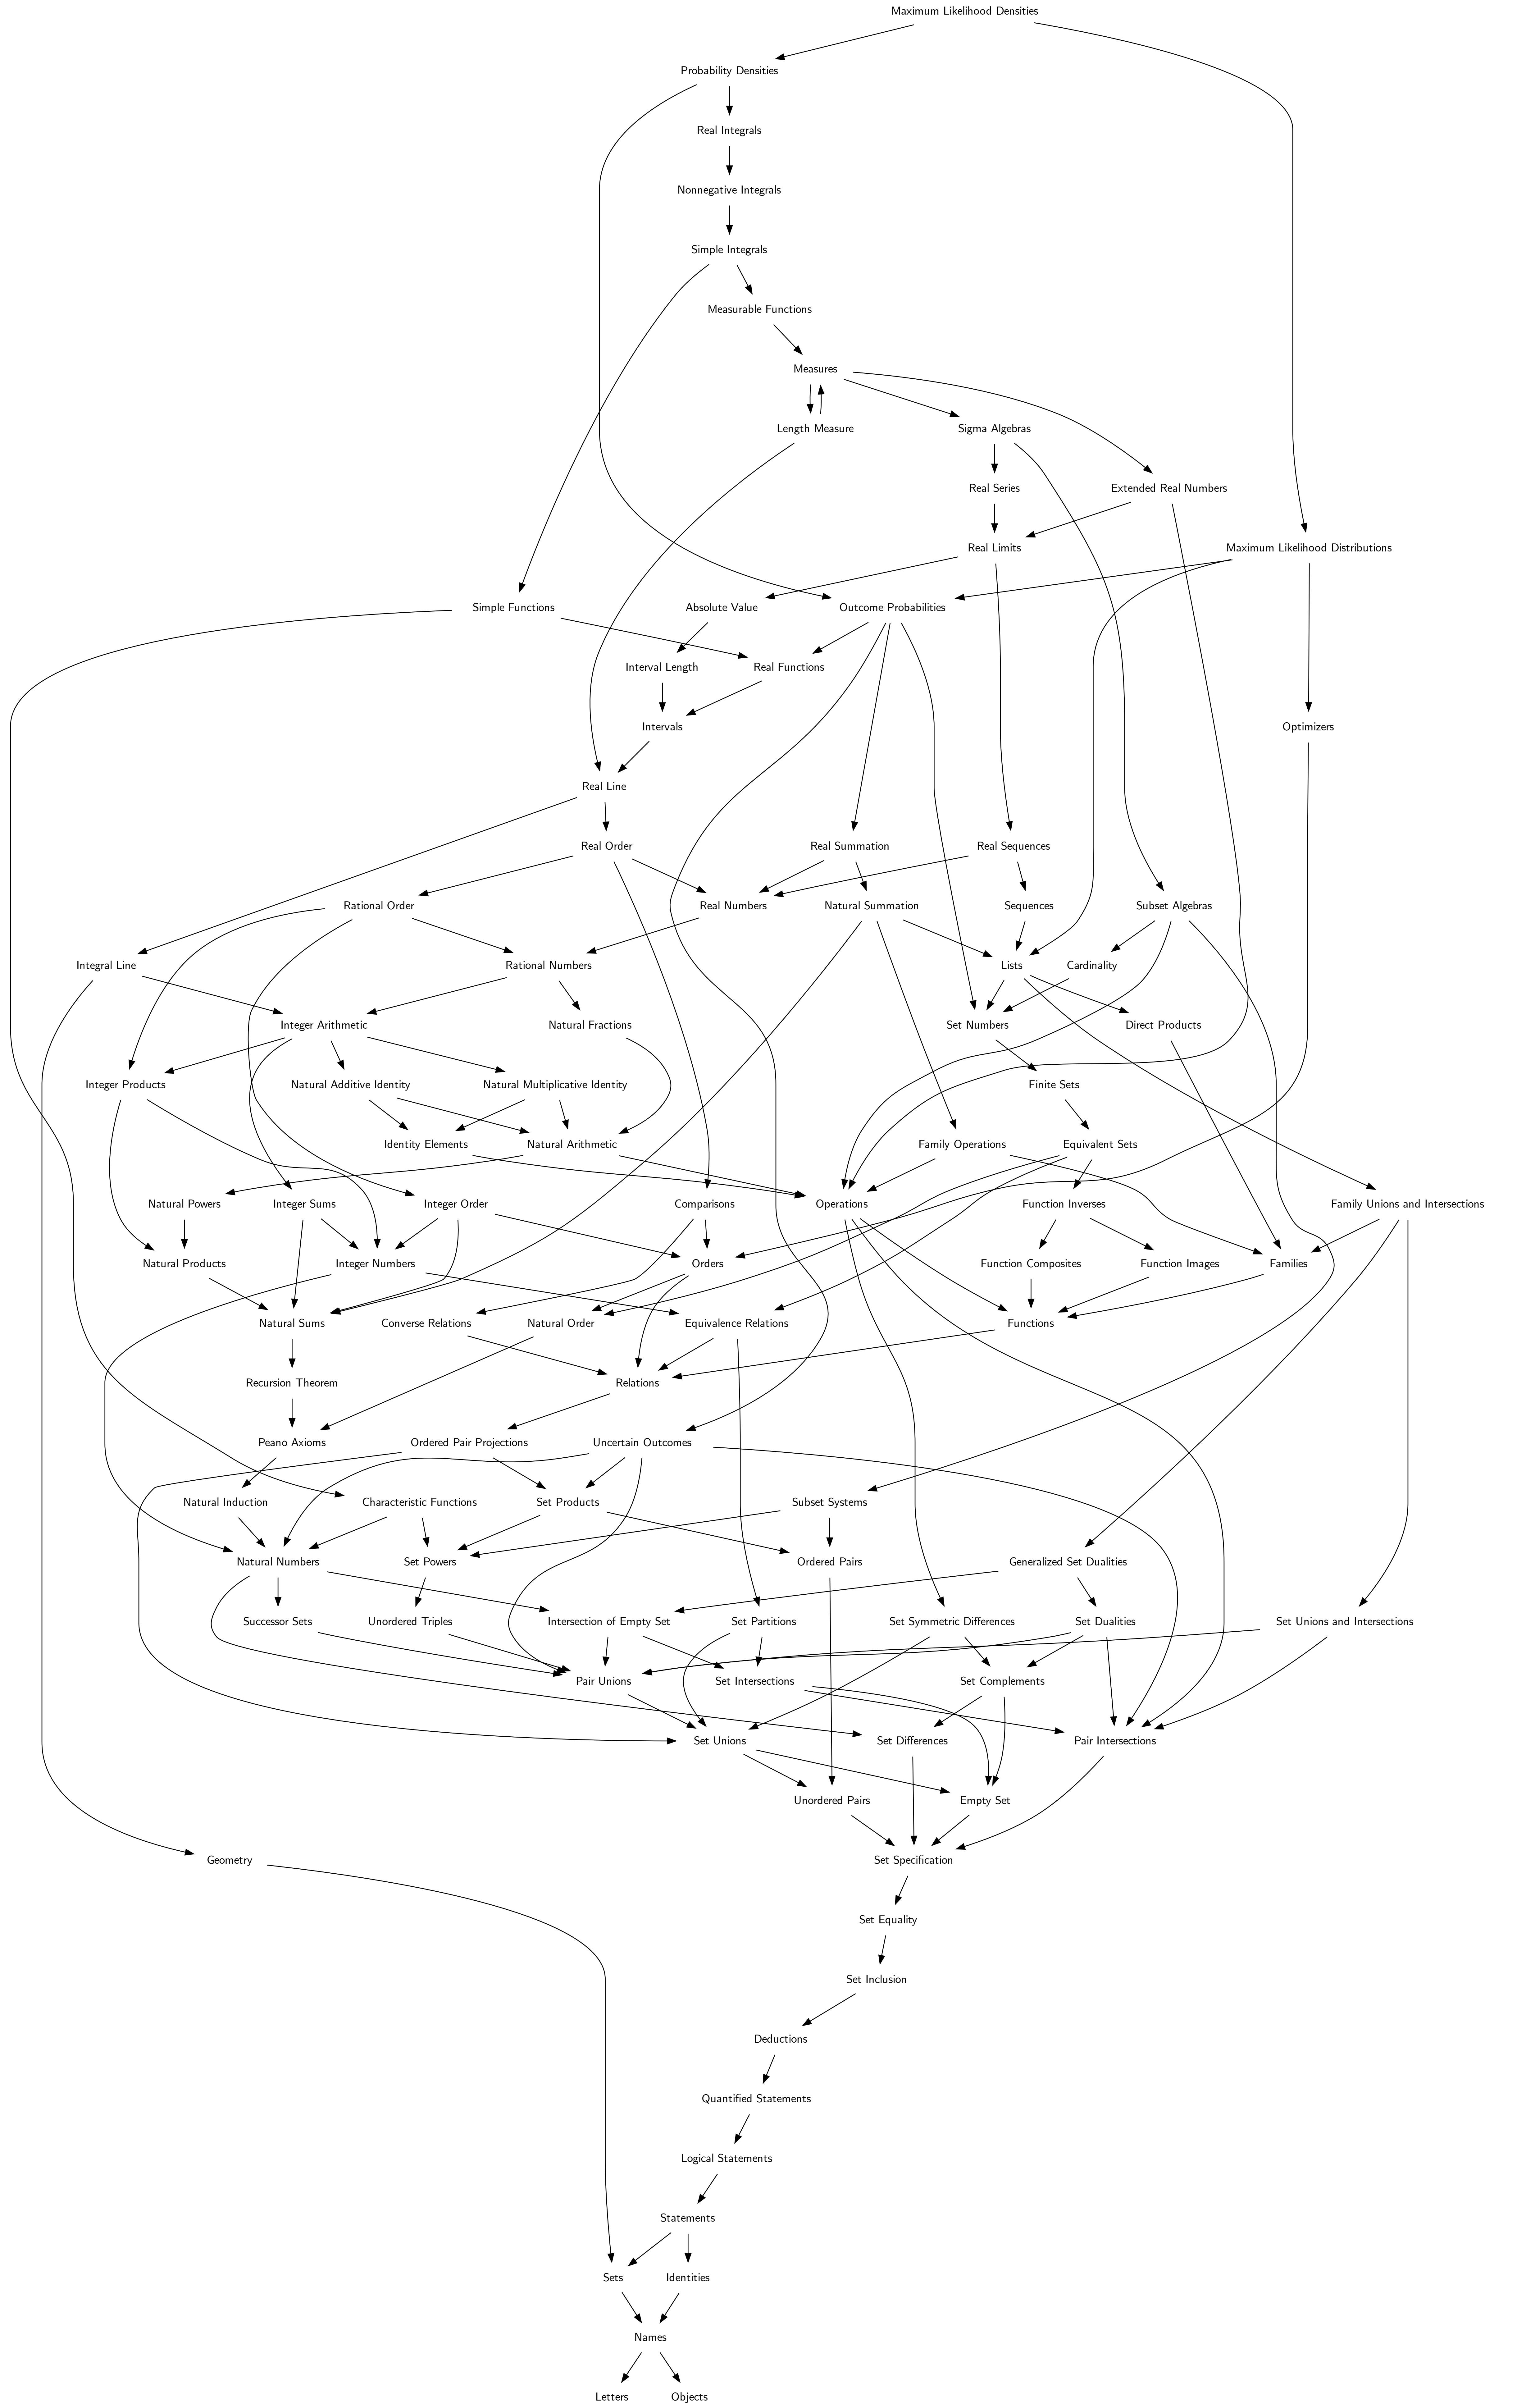 Maximum Likelihood Densities
Probability Densities
Real Integrals
Nonnegative Integrals
Simple Integrals
Measurable Functions
Measures
Length Measure
Sigma Algebras
Real Series
Extended Real Numbers
Real Limits
Maximum Likelihood Distributions
Simple Functions
Absolute Value
Outcome Probabilities
Interval Length
Real Functions
Intervals
Optimizers
Real Line
Real Order
Real Summation
Real Sequences
Rational Order
Real Numbers
Natural Summation
Sequences
Subset Algebras
Integral Line
Rational Numbers
Lists
Cardinality
Integer Arithmetic
Natural Fractions
Set Numbers
Direct Products
Integer Products
Natural Additive Identity
Natural Multiplicative Identity
Finite Sets
Identity Elements
Natural Arithmetic
Family Operations
Equivalent Sets
Natural Powers
Integer Sums
Integer Order
Comparisons
Operations
Function Inverses
Family Unions and Intersections
Natural Products
Integer Numbers
Orders
Function Composites
Function Images
Families
Natural Sums
Converse Relations
Natural Order
Equivalence Relations
Functions
Recursion Theorem
Relations
Peano Axioms
Ordered Pair Projections
Uncertain Outcomes
Natural Induction
Characteristic Functions
Set Products
Subset Systems
Natural Numbers
Set Powers
Ordered Pairs
Generalized Set Dualities
Successor Sets
Unordered Triples
Intersection of Empty Set
Set Partitions
Set Symmetric Differences
Set Dualities
Set Unions and Intersections
Pair Unions
Set Intersections
Set Complements
Set Unions
Set Differences
Pair Intersections
Unordered Pairs
Empty Set
Geometry
Set Specification
Set Equality
Set Inclusion
Deductions
Quantified Statements
Logical Statements
Statements
Sets
Identities
Names
Letters
Objects